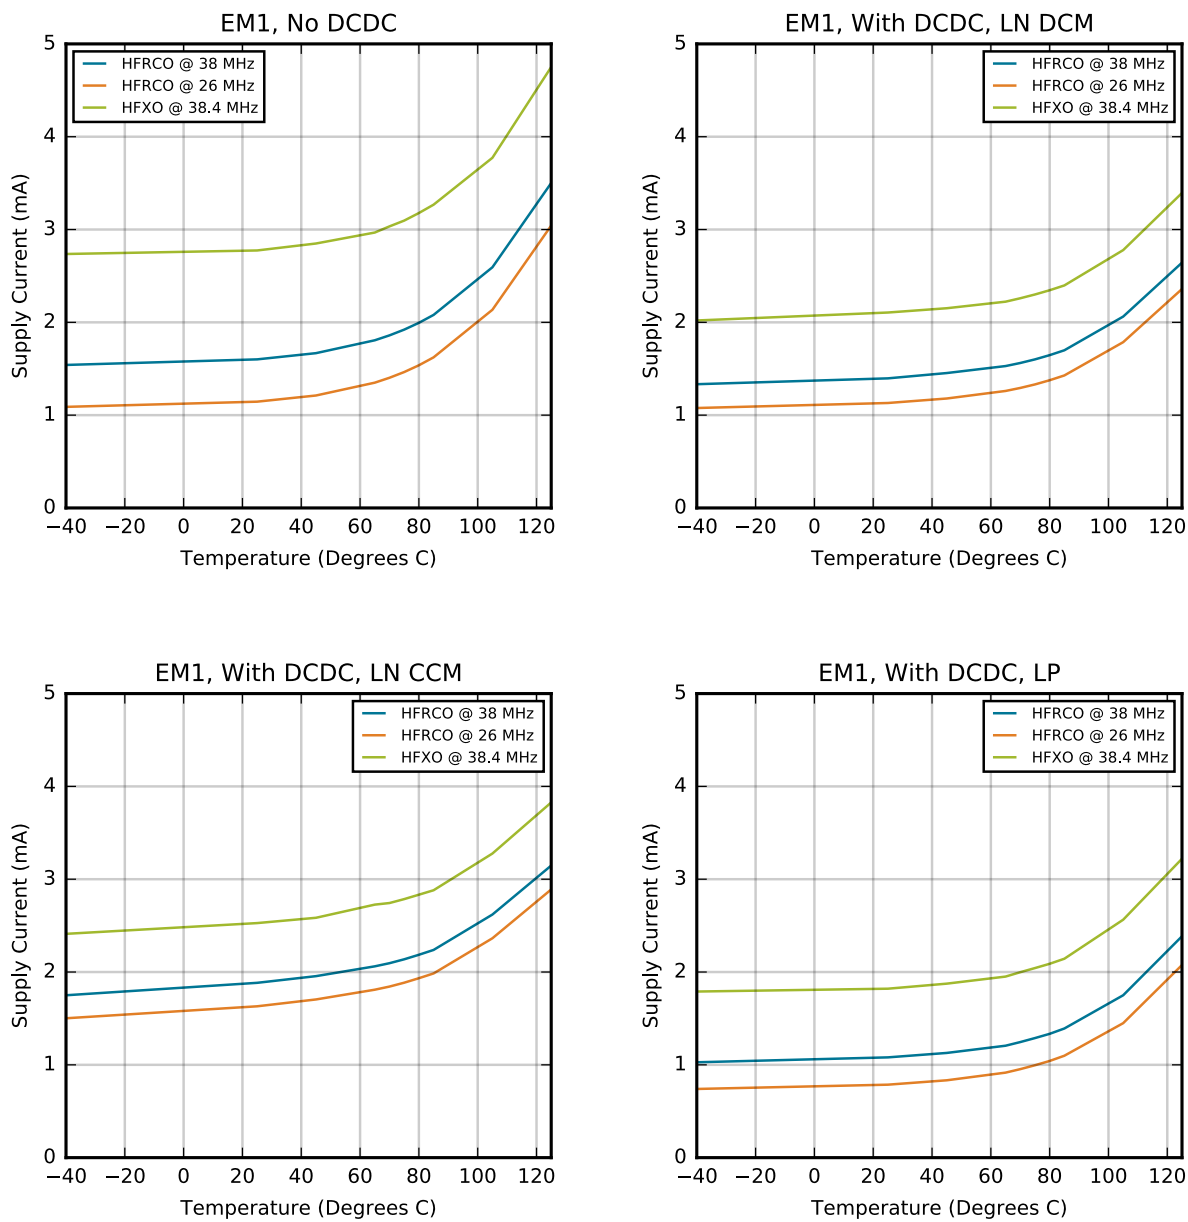 EM1, No DCDC
5
4
3
2
1
0
Supply Current (mA)
HFRCO @ 38 MHz
HFRCO @ 26 MHz
HFXO @ 38.4 MHz
−40 −20 0 20 40 60 80 100 120
Temperature (Degrees C)
EM1, With DCDC, LN DCM
5
4
3
2
1
0
Supply Current (mA)
HFRCO @ 38 MHz
HFRCO @ 26 MHz
HFXO @ 38.4 MHz
−40 −20 0 20 40 60 80 100 120
Temperature (Degrees C)
EM1, With DCDC, LN CCM
5
4
3
2
1
0
Supply Current (mA)
HFRCO @ 38 MHz
HFRCO @ 26 MHz
HFXO @ 38.4 MHz
−40 −20 0 20 40 60 80 100 120
Temperature (Degrees C)
EM1, With DCDC, LP
5
4
3
2
1
0
Supply Current (mA)
HFRCO @ 38 MHz
HFRCO @ 26 MHz
HFXO @ 38.4 MHz
−40 −20 0 20 40 60 80 100 120
Temperature (Degrees C)